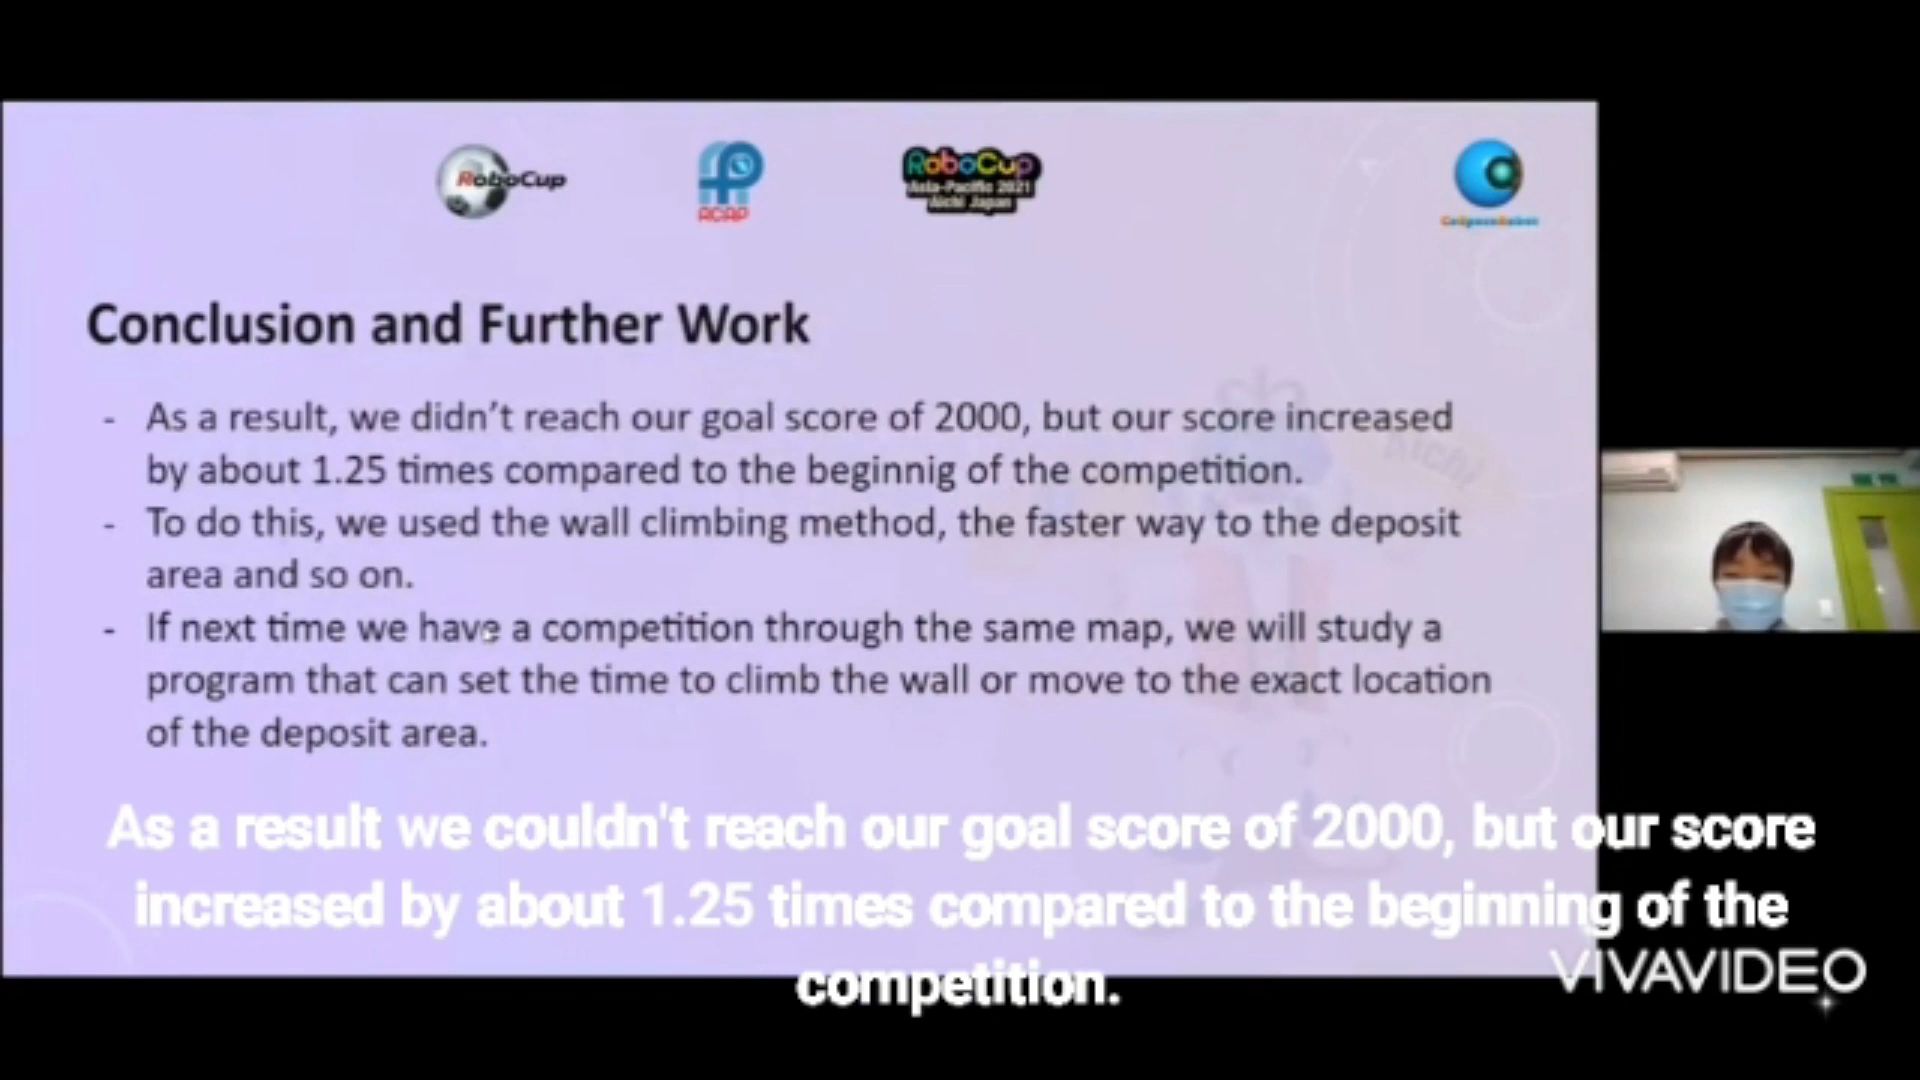 RoboCup
RCAP
RoboCup
Asia-Pacific 2021
Aichi Japan
CoSpaceRobot
Conclusion and Further Work
- As a result, we didn't reach our goal score of 2000, but our score increased
by about 1.25 times compared to the beginnig of the competition.
- To do this, we used the wall climbing method, the faster way to the deposit
area and so on.
- If next time we have a competition through the same map, we will study a
program that can set the time to climb the wall or move to the exact location
of the deposit area.
Aichi
As a result we couldn't reach our goal score of 2000, but our score
increased by about 1.25 times compared to the beginning of the
competition.
VIVAVIDEO